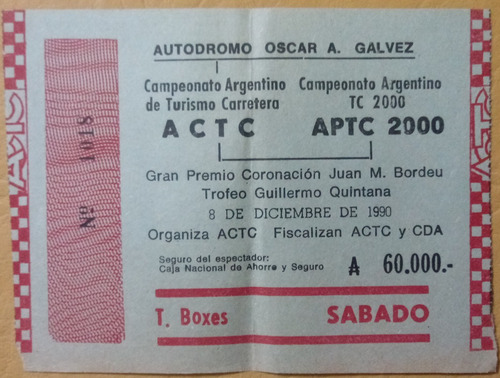 AUTODROMO OSCAR A. GALVEZ
Campeonato Argentino
de Turismo Carretera
Campeonato Argentino
TC 2000
ACTC
APTC 2000
Gran Premio Coronación Juan M. Bordeu
Trofeo Guillermo Quintana
8 DE DICIEMBRE DE 1990
Organiza ACTC Fiscalizan ACTC y CDA
Seguro del espectador:
Caja Nacional de Ahorro y Seguro
₳ 60.000.-
T. Boxes
SABADO
Nº 1018
ACTC